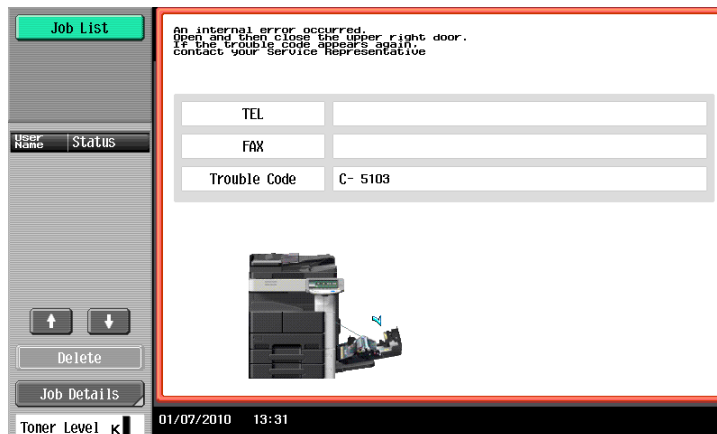 Job List
An internal error occurred.
Open and then close the upper right door.
If the trouble code appears again,
contact your Service Representative
TEL
FAX
Trouble Code C- 5103
User Name Status
Delete
Job Details
Toner Level K
01/07/2010 13:31